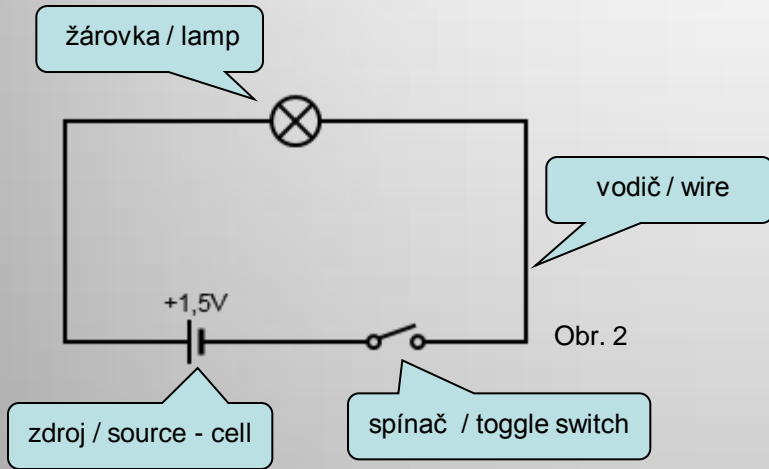 žárovka / lamp
vodič / wire
+1,5V
Obr. 2
zdroj / source - cell
spínač / toggle switch